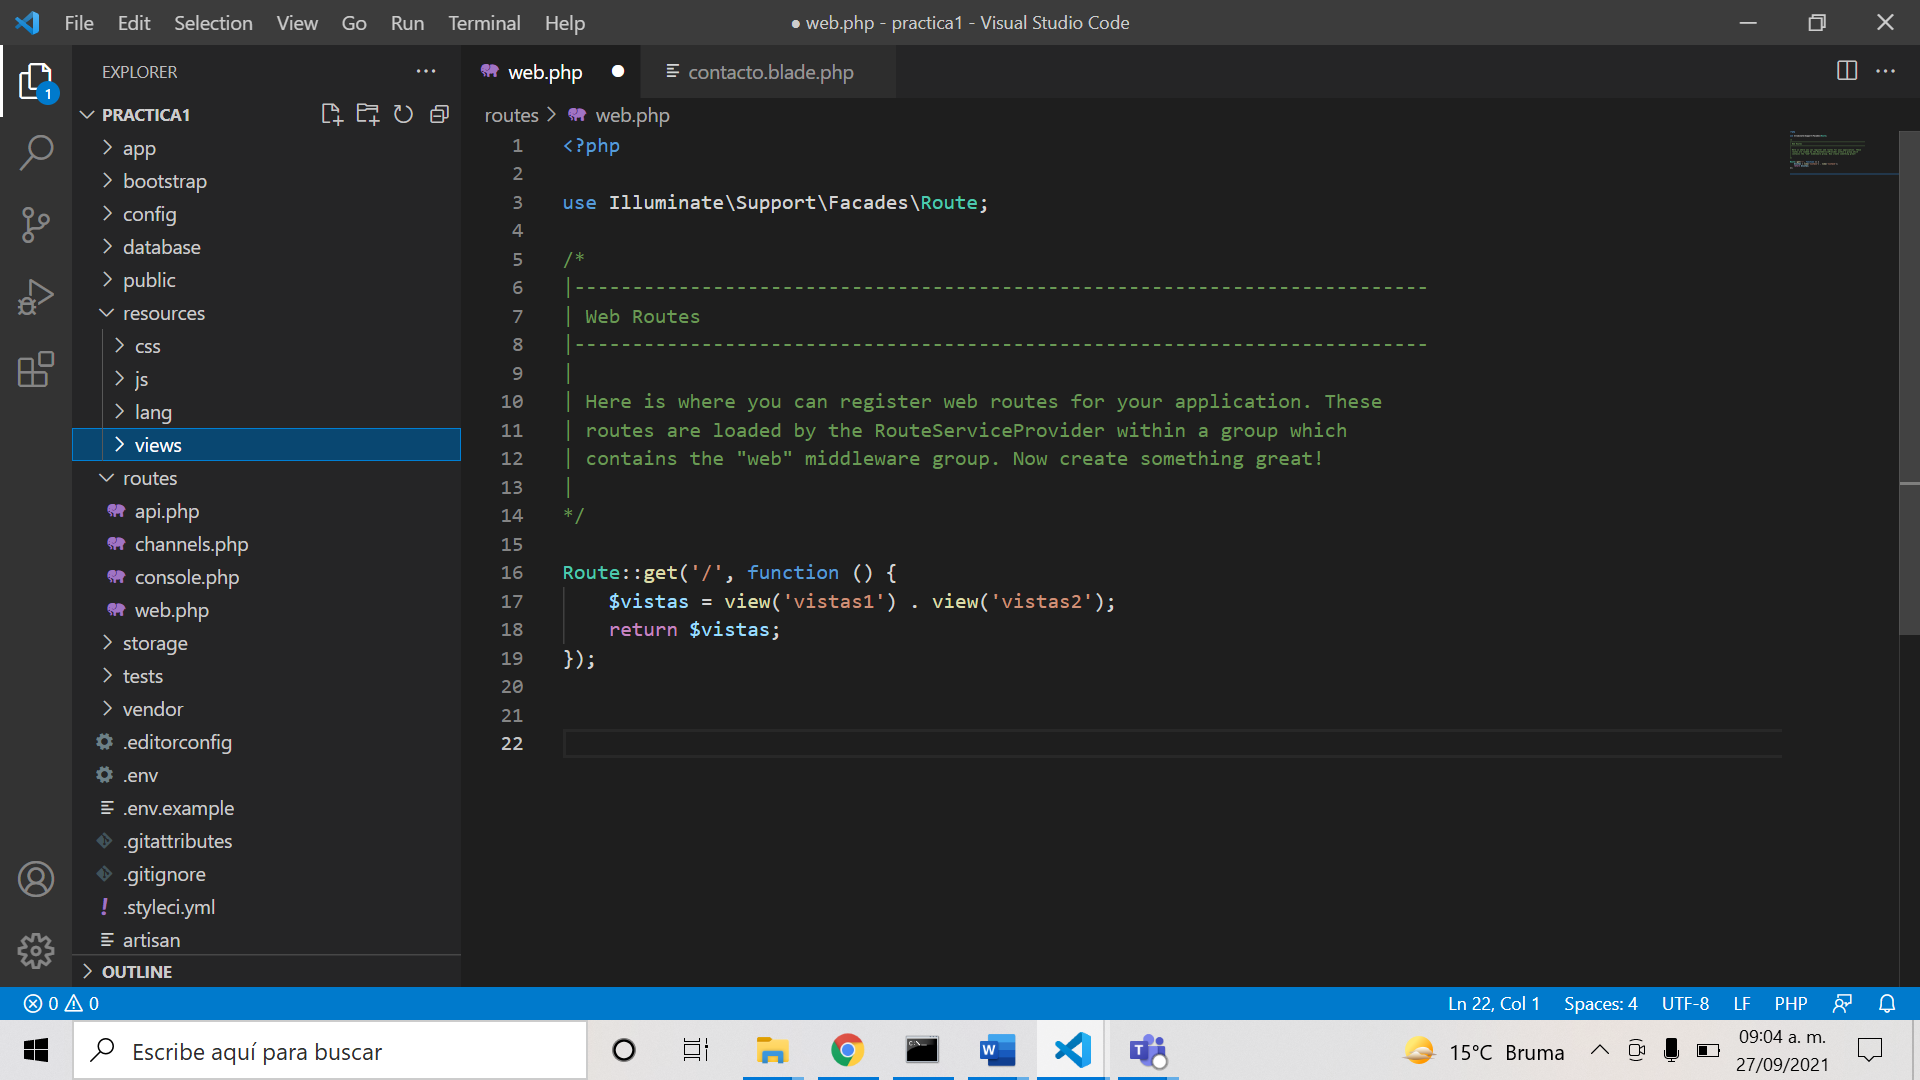 File Edit Selection View Go Run Terminal Help
● web.php - practica1 - Visual Studio Code
EXPLORER
1
PRACTICA1
app
bootstrap
config
database
public
resources
css
js
lang
views
routes
api.php
channels.php
console.php
web.php
storage
tests
vendor
.editorconfig
.env
.env.example
.gitattributes
.gitignore
.styleci.yml
artisan
OUTLINE
web.php ● contacto.blade.php
routes > web.php
1 <?php
2
3 use Illuminate\Support\Facades\Route;
4
5 /*
6 |--------------------------------------------------------------------------
7 | Web Routes
8 |--------------------------------------------------------------------------
9 |
10 | Here is where you can register web routes for your application. These
11 | routes are loaded by the RouteServiceProvider within a group which
12 | contains the "web" middleware group. Now create something great!
13 |
14 */
15
16 Route::get('/', function () {
17     $vistas = view('vistas1') . view('vistas2');
18     return $vistas;
19 });
20
21
22
0 0
Ln 22, Col 1 Spaces: 4 UTF-8 LF PHP
Escribe aquí para buscar
15°C Bruma
09:04 a. m.
27/09/2021